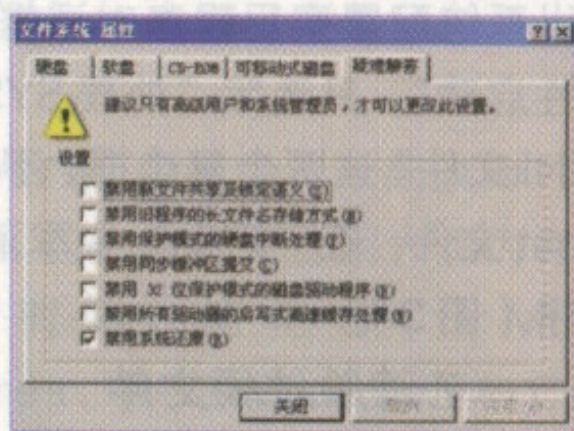 文件系统 属性
硬盘 软盘 CD-ROM 可移动式磁盘 疑难解答
建议只有高级用户和系统管理员，才可以更改此设置。
设置
禁用新文件共享及锁定语义(S)
禁用旧程序的长文件名存储方式(N)
禁用保护模式的硬盘中断处理(P)
禁用同步缓冲区提交(C)
禁用 32 位保护模式的磁盘驱动程序(D)
禁用所有驱动器的后写式高速缓存处理(B)
禁用系统还原(R)
关闭 取消